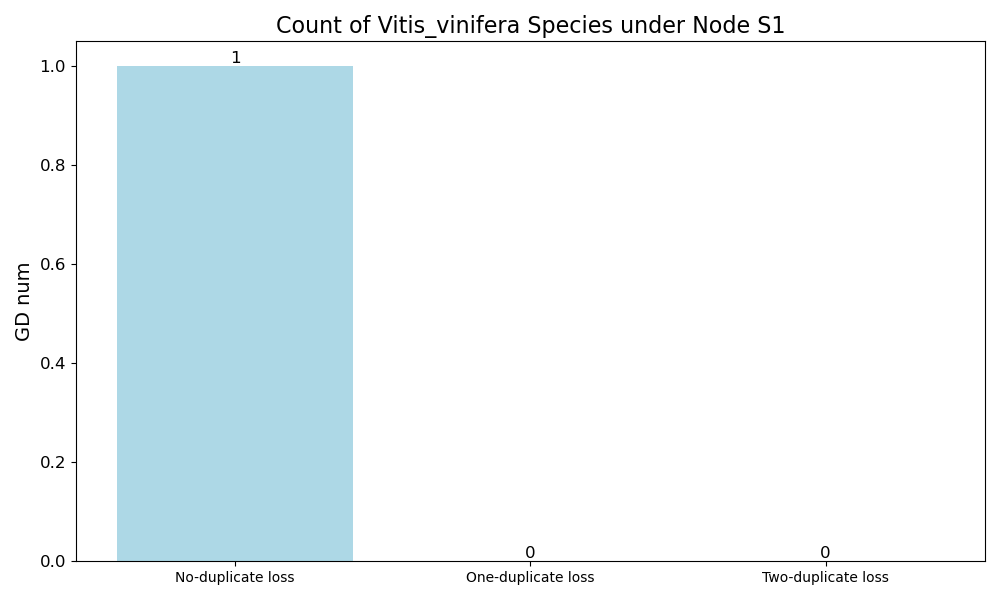 Count of Vitis_vinifera Species under Node S1
GD num
1.0
0.8
0.6
0.4
0.2
0.0
1
0
0
No-duplicate loss
One-duplicate loss
Two-duplicate loss